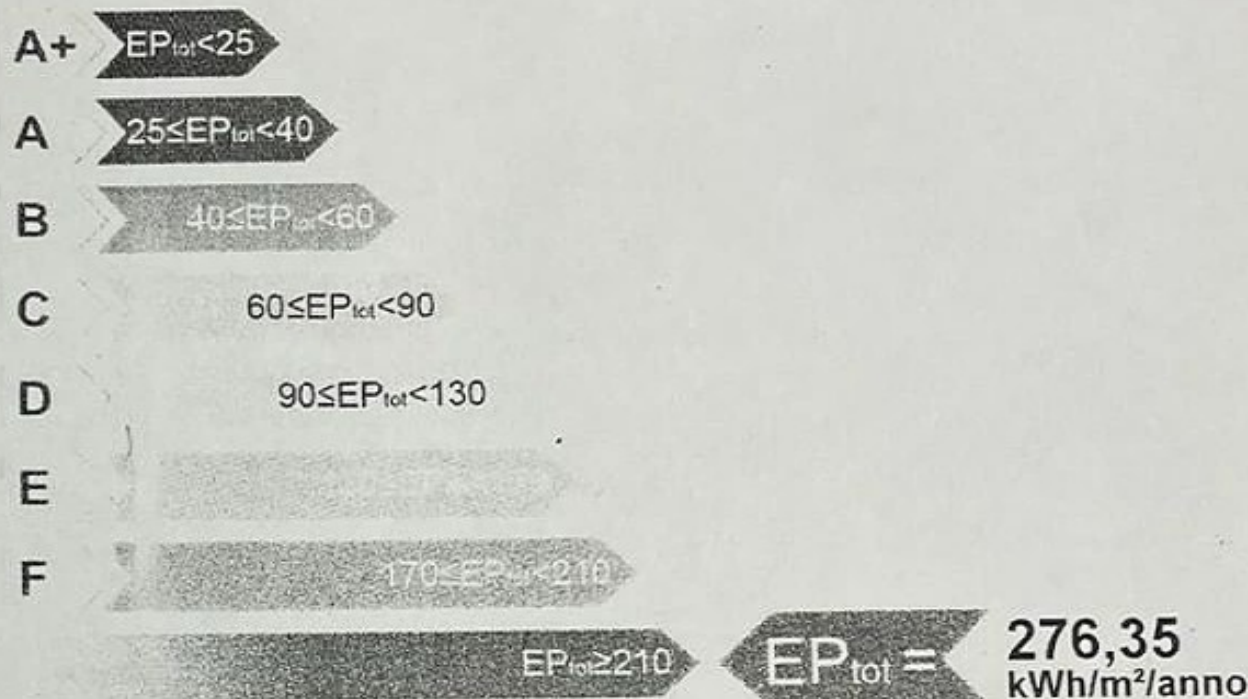 A+ EPtot<25
A 25≤EPtot<40
B 40≤EPtot<60
C 60≤EPtot<90
D 90≤EPtot<130
E
F 170≤EPtot<210
EPtot≥210 EPtot = 276,35
kWh/m²/anno